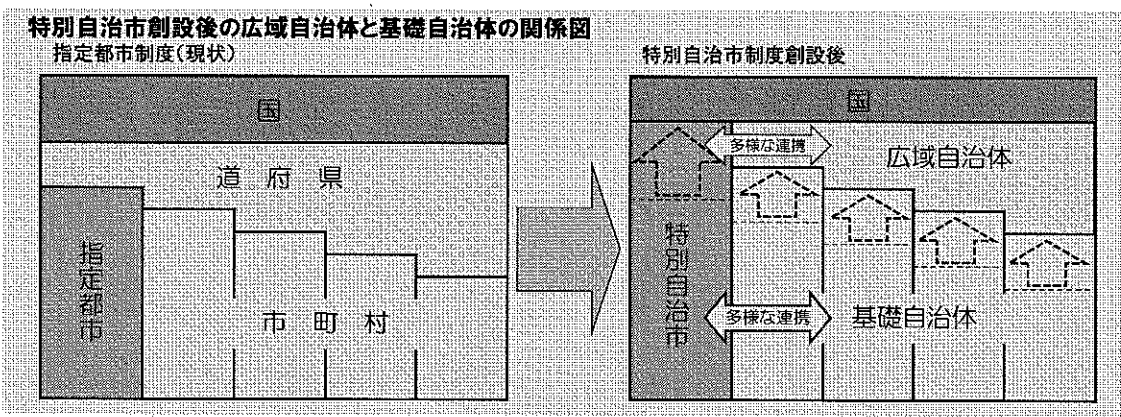 特別自治市創設後の広域自治体と基礎自治体の関係図
指定都市制度(現状)
国
道府県
指定都市
市町村
特別自治市制度創設後
国
多様な連携
広域自治体
特別自治市
多様な連携
基礎自治体